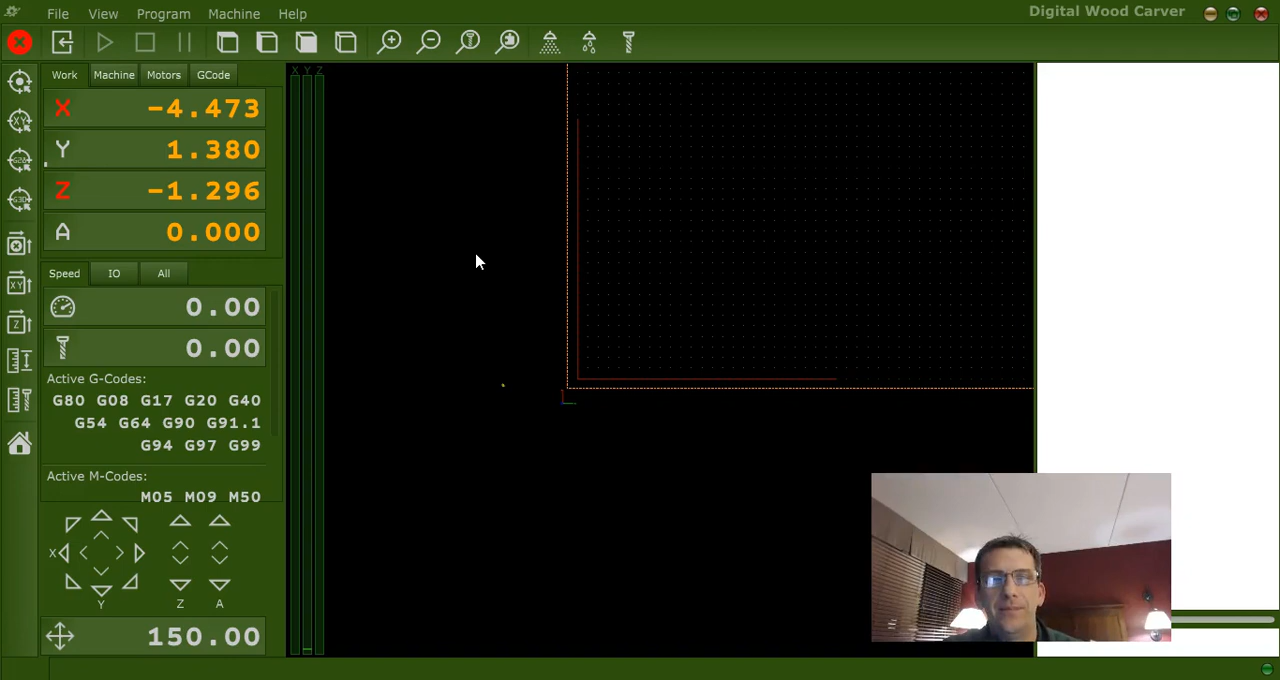 File View Program Machine Help
Digital Wood Carver
Work Machine Motors GCode
X Y Z
X -4.473
Y 1.380
Z -1.296
A 0.000
Speed IO All
0.00
0.00
Active G-Codes:
G80 G08 G17 G20 G40
G54 G64 G90 G91.1
G94 G97 G99
Active M-Codes:
M05 M09 M50
X
Y Z A
150.00